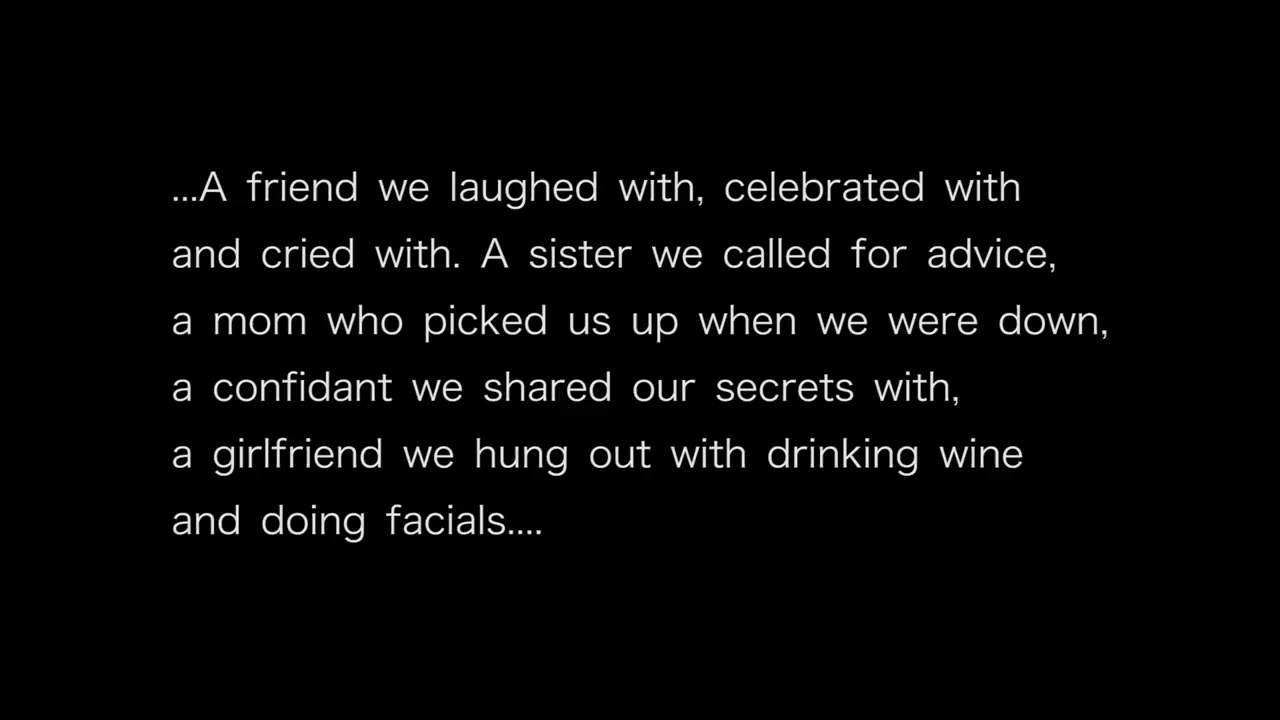 ...A friend we laughed with, celebrated with
and cried with. A sister we called for advice,
a mom who picked us up when we were down,
a confidant we shared our secrets with,
a girlfriend we hung out with drinking wine
and doing facials....